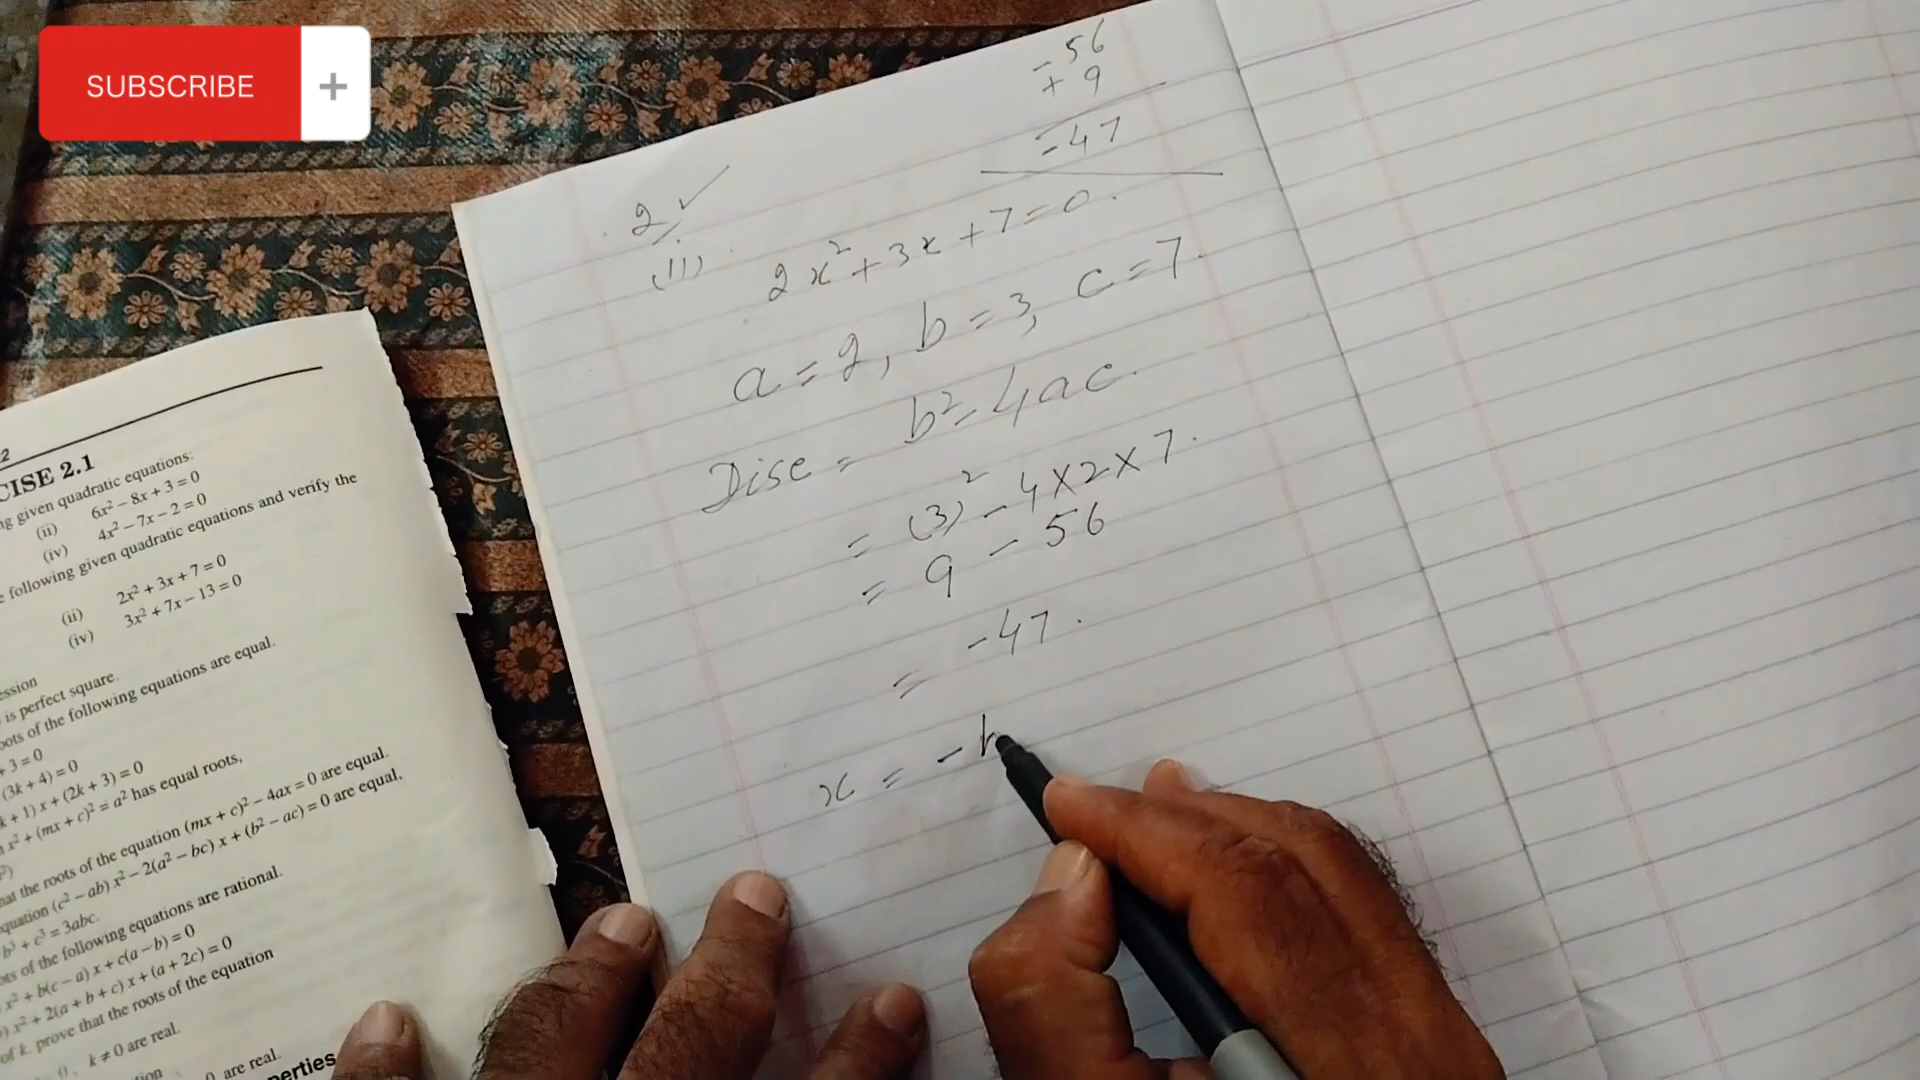 SUBSCRIBE +
- 56
+ 9
- 47
2
(ii) 2x² + 3x + 7 = 0.
a = 2, b = 3, c = 7.
Disc = b² - 4ac.
= (3)² - 4×2×7.
= 9 - 56
= -47.
x = -b
2
CISE 2.1
given quadratic equations:
(ii) 6x² – 8x + 3 = 0
(iv) 4x² – 7x – 2 = 0
following given quadratic equations and verify the
(ii) 2x² + 3x + 7 = 0
(iv) 3x² + 7x – 13 = 0
ession
is perfect square.
oots of the following equations are equal.
+ 3 = 0
(3k + 4) = 0
k + 1) x + (2k + 3) = 0
x² + (mx + c)² = a² has equal roots,
hat the roots of the equation (mx + c)² – 4ax = 0 are equal.
quation (c² – ab) x² – 2(a² – bc) x + (b² – ac) = 0 are equal,
b³ + c³ = 3abc.
ots of the following equations are rational.
x² + b(c – a) x + c(a – b) = 0
) x² + 2(a + b + c) x + (a + 2c) = 0
of k. prove that the roots of the equation
k ≠ 0 are real.
tion 0 are real.
perties